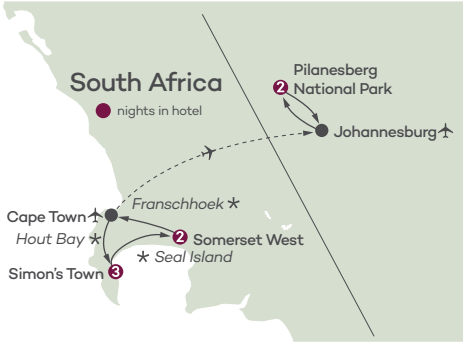 South Africa
nights in hotel
Pilanesberg
2 National Park
Johannesburg
Franschhoek *
Cape Town
Hout Bay *
2 Somerset West
* Seal Island
Simon's Town 3